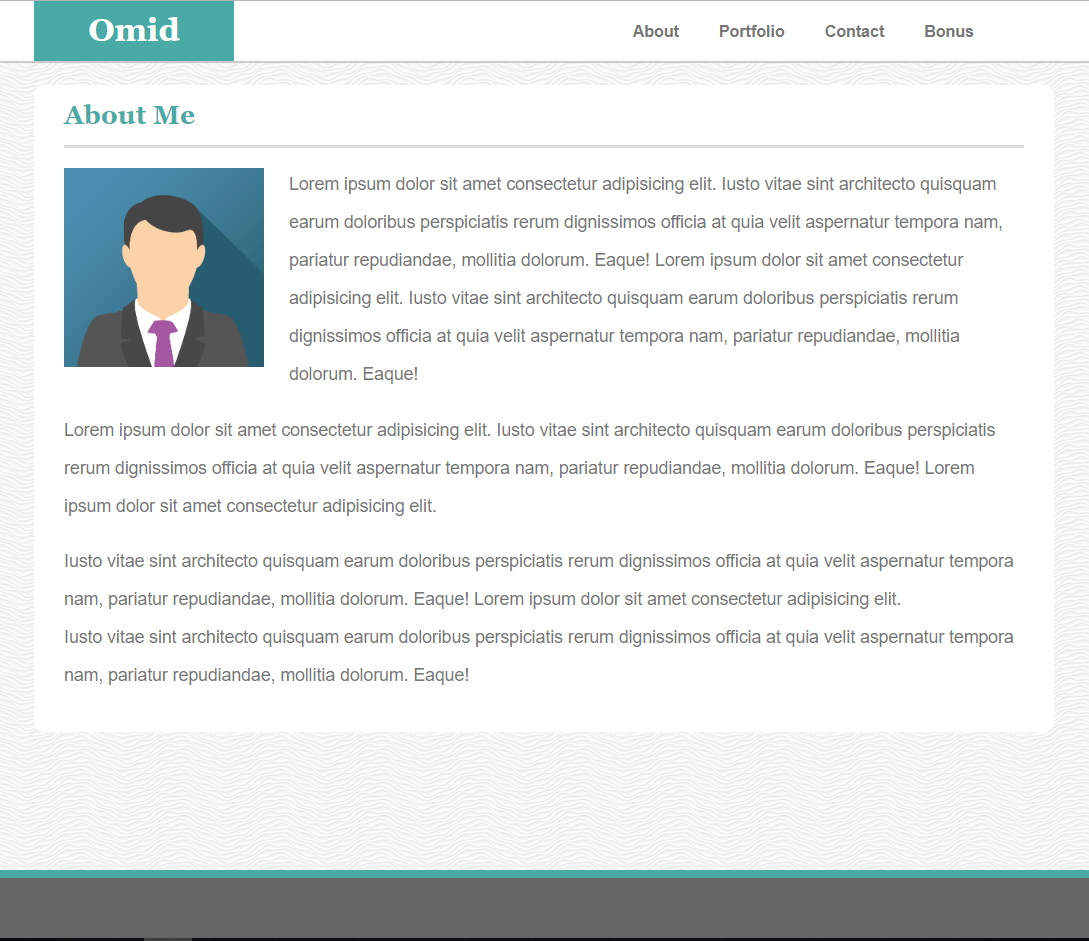 Omid
About Portfolio Contact Bonus
About Me
Lorem ipsum dolor sit amet consectetur adipisicing elit. Iusto vitae sint architecto quisquam
earum doloribus perspiciatis rerum dignissimos officia at quia velit aspernatur tempora nam,
pariatur repudiandae, mollitia dolorum. Eaque! Lorem ipsum dolor sit amet consectetur
adipisicing elit. Iusto vitae sint architecto quisquam earum doloribus perspiciatis rerum
dignissimos officia at quia velit aspernatur tempora nam, pariatur repudiandae, mollitia
dolorum. Eaque!
Lorem ipsum dolor sit amet consectetur adipisicing elit. Iusto vitae sint architecto quisquam earum doloribus perspiciatis
rerum dignissimos officia at quia velit aspernatur tempora nam, pariatur repudiandae, mollitia dolorum. Eaque! Lorem
ipsum dolor sit amet consectetur adipisicing elit.
Iusto vitae sint architecto quisquam earum doloribus perspiciatis rerum dignissimos officia at quia velit aspernatur tempora
nam, pariatur repudiandae, mollitia dolorum. Eaque! Lorem ipsum dolor sit amet consectetur adipisicing elit.
Iusto vitae sint architecto quisquam earum doloribus perspiciatis rerum dignissimos officia at quia velit aspernatur tempora
nam, pariatur repudiandae, mollitia dolorum. Eaque!